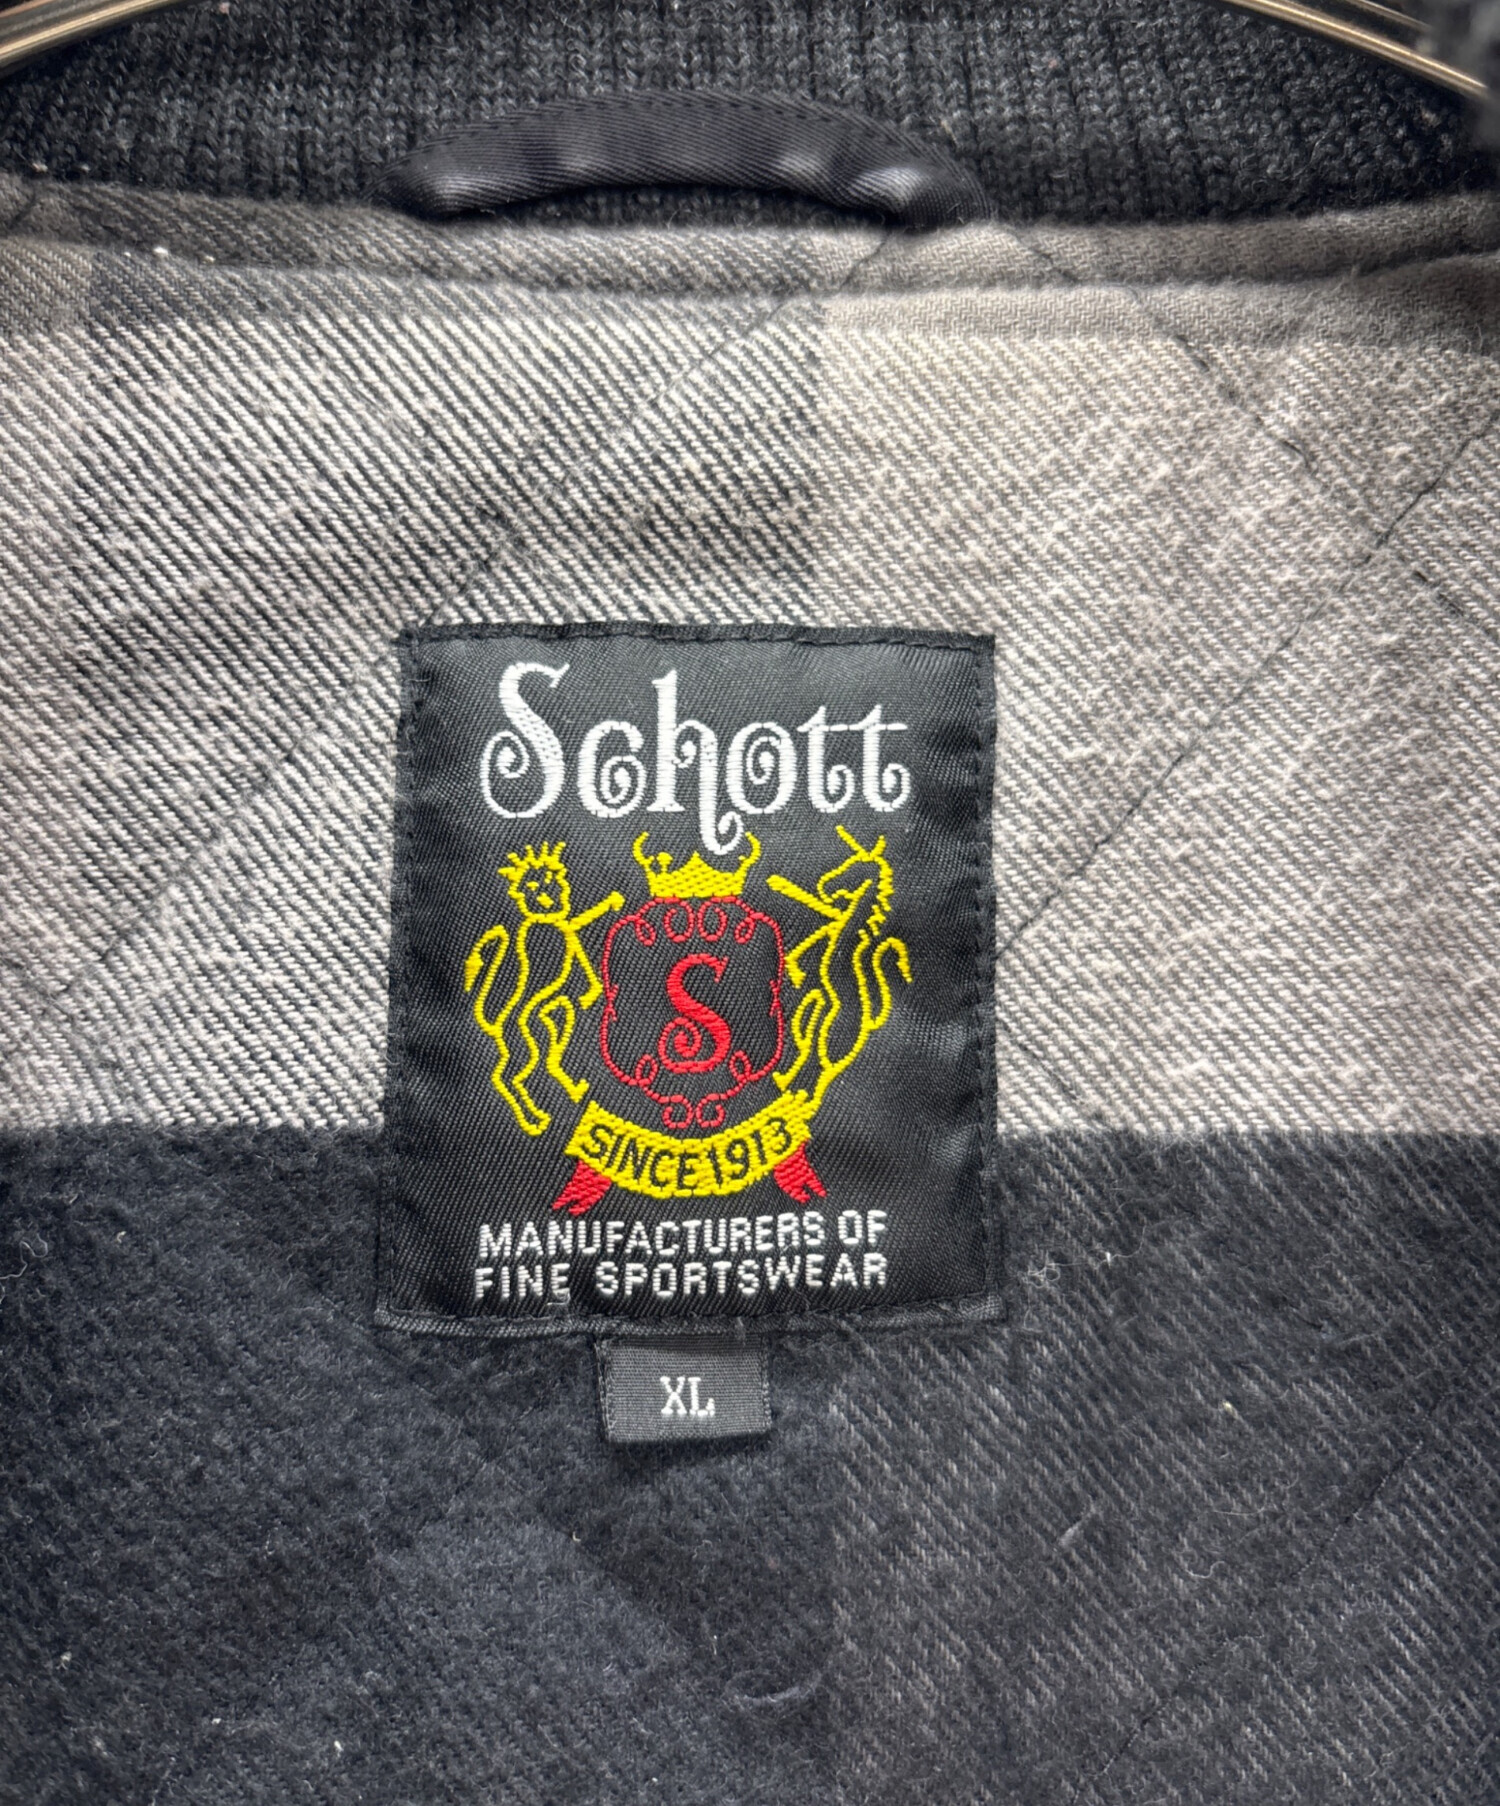 Schott
S
SINCE 1913
MANUFACTURERS OF
FINE SPORTSWEAR
XL